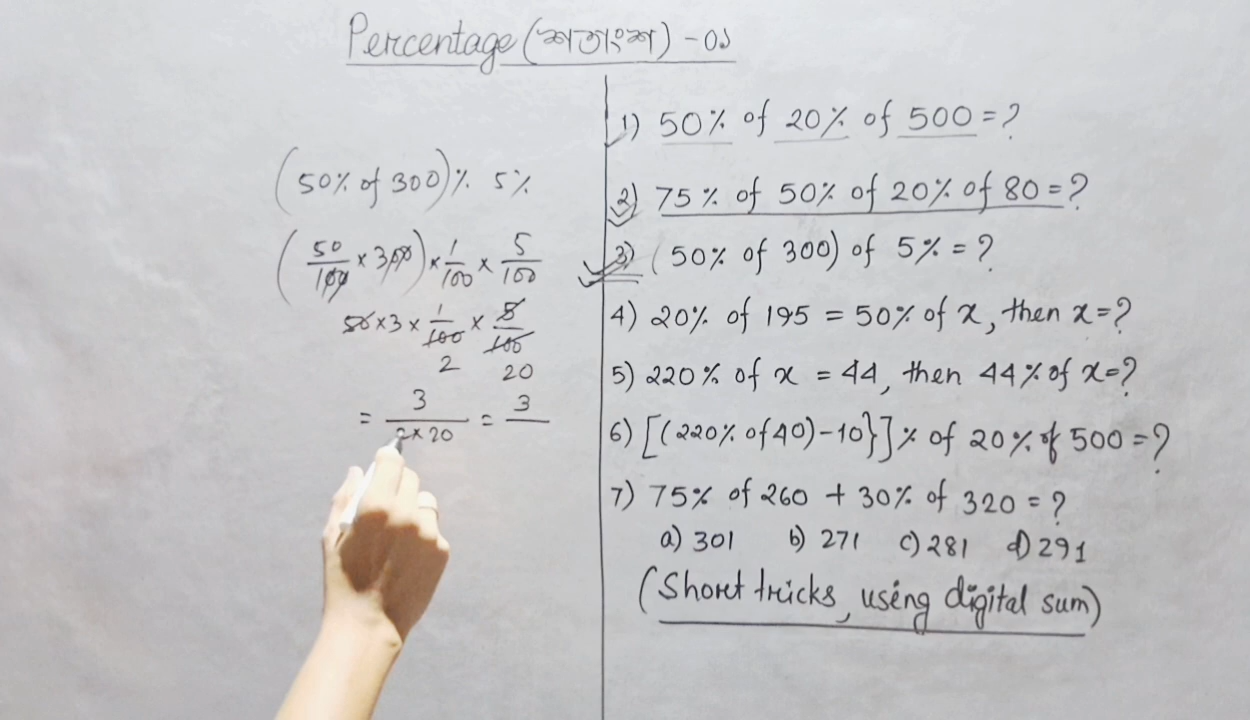 Percentage (শতাংশ) - 01
(50% of 300)% 5%
(50/100 × 300) × 1/100 × 5/100
50 × 3 × 1/100 × 5/100
2 20
= 3/2 × 20 = 3
1) 50% of 20% of 500 = ?
2) 75% of 50% of 20% of 80 = ?
3) (50% of 300) of 5% = ?
4) 20% of 195 = 50% of x, then x = ?
5) 220% of x = 44, then 44% of x = ?
6) [(220% of 40) - 10}]% of 20% of 500 = ?
7) 75% of 260 + 30% of 320 = ?
a) 301 b) 271 c) 281 d) 291
(Short tricks, using digital sum)